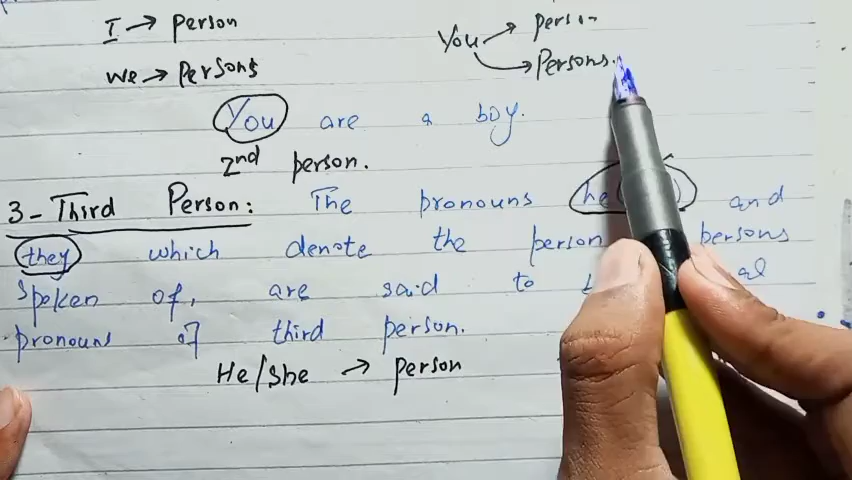 I → Person
You → person
→ Persons.
We → Persons
You are a boy.
2nd person.
3- Third Person: The pronouns he and
they which denote the person persons
spoken of, are said to
pronouns of third person.
He/she → person